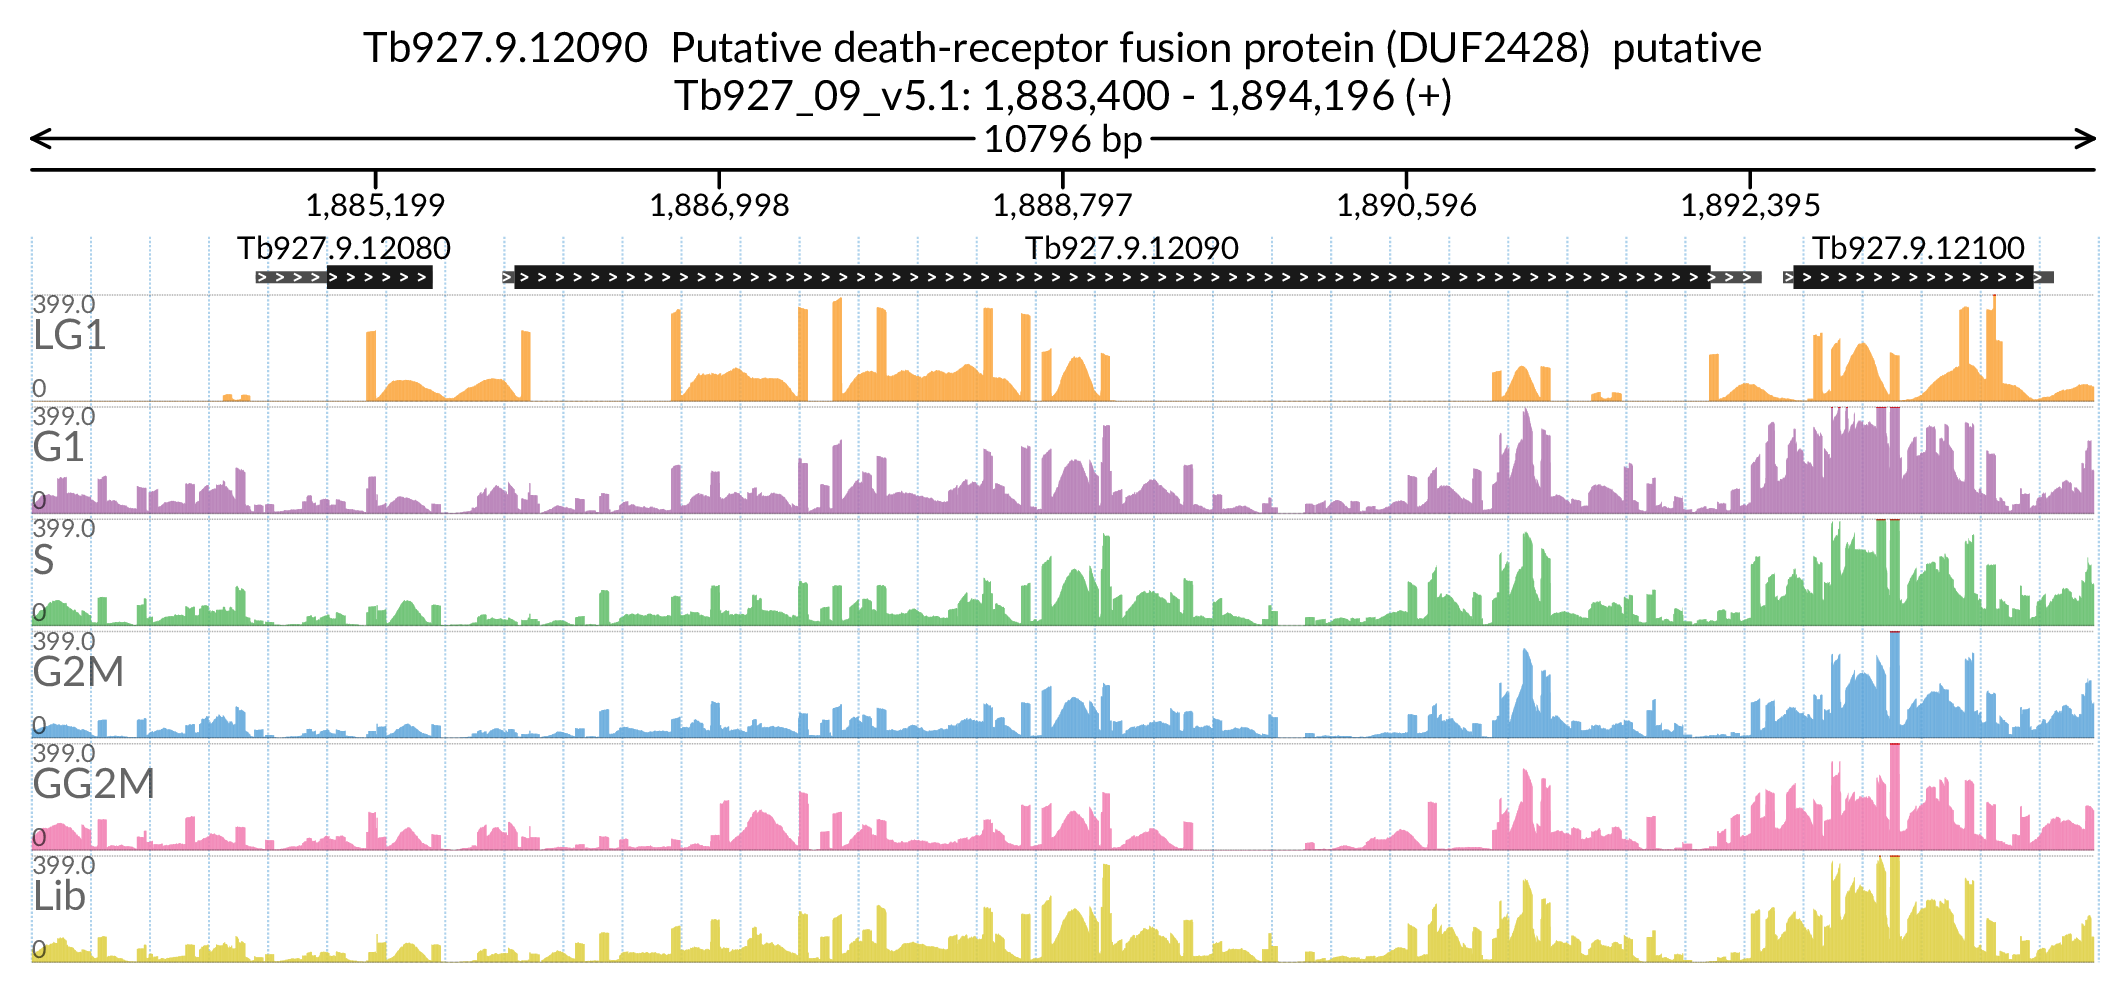 Tb927.9.12090  Putative death-receptor fusion protein (DUF2428)  putative
Tb927_09_v5.1: 1,883,400 - 1,894,196 (+)
10796 bp
1,885,199 1,886,998 1,888,797 1,890,596 1,892,395
Tb927.9.12080 Tb927.9.12090 Tb927.9.12100
399.0
LG1
0
399.0
G1
0
399.0
S
0
399.0
G2M
0
399.0
GG2M
0
399.0
Lib
0